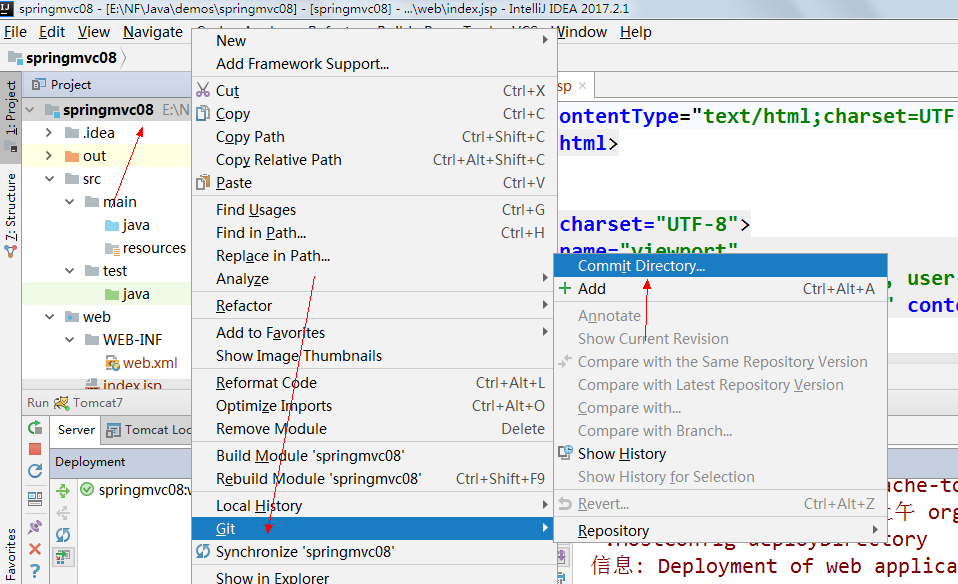 springmvc08 - [E:\NF\Java\demos\springmvc08] - [springmvc08] - ...\web\index.jsp - IntelliJ IDEA 2017.2.1
File Edit View Navigate Window Help
springmvc08
Project
springmvc08 E:\N
.idea
out
src
main
java
resources
test
java
web
WEB-INF
web.xml
index.jsp
1: Project
7: Structure
Favorites
Run Tomcat7
Server Tomcat Loc
Deployment
springmvc08:w
New
Add Framework Support...
Cut Ctrl+X
Copy Ctrl+C
Copy Path Ctrl+Shift+C
Copy Relative Path Ctrl+Alt+Shift+C
Paste Ctrl+V
Find Usages Ctrl+G
Find in Path... Ctrl+H
Replace in Path...
Analyze
Refactor
Add to Favorites
Show Image Thumbnails
Reformat Code Ctrl+Alt+L
Optimize Imports Ctrl+Alt+O
Remove Module Delete
Build Module 'springmvc08'
Rebuild Module 'springmvc08' Ctrl+Shift+F9
Local History
Git
Synchronize 'springmvc08'
Show in Explorer
sp
ontentType="text/html;charset=UTF-
html>
charset="UTF-8">
name="viewport"
, user-
" conte
Commit Directory...
Add Ctrl+Alt+A
Annotate
Show Current Revision
Compare with the Same Repository Version
Compare with Latest Repository Version
Compare with...
Compare with Branch...
Show History
Show History for Selection
Revert... Ctrl+Alt+Z
Repository
ache-to
午 org
.HostConfig deployDirectory
信息: Deployment of web applica